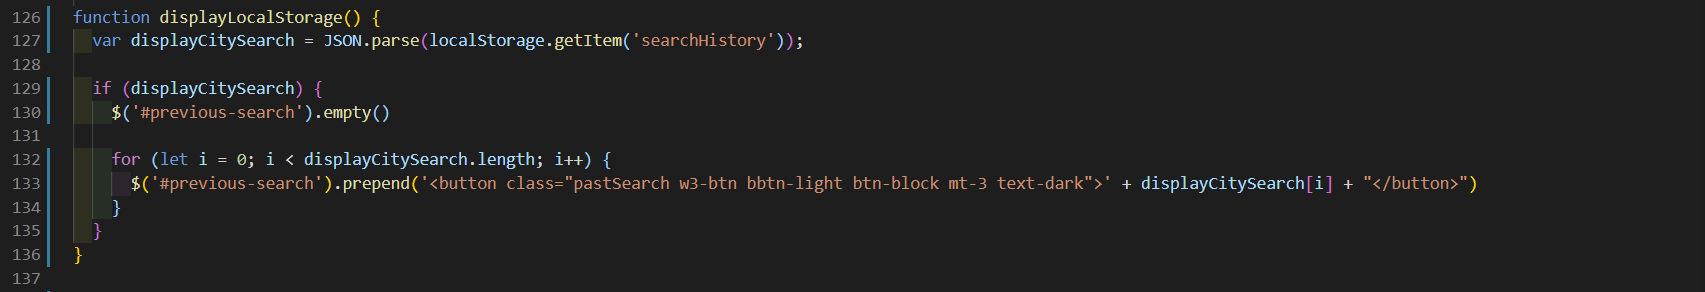 126 function displayLocalStorage() {
127   var displayCitySearch = JSON.parse(localStorage.getItem('searchHistory'));
128
129   if (displayCitySearch) {
130     $('#previous-search').empty()
131
132     for (let i = 0; i < displayCitySearch.length; i++) {
133       $('#previous-search').prepend('<button class="pastSearch w3-btn bbtn-light btn-block mt-3 text-dark">' + displayCitySearch[i] + "</button>")
134     }
135   }
136 }
137